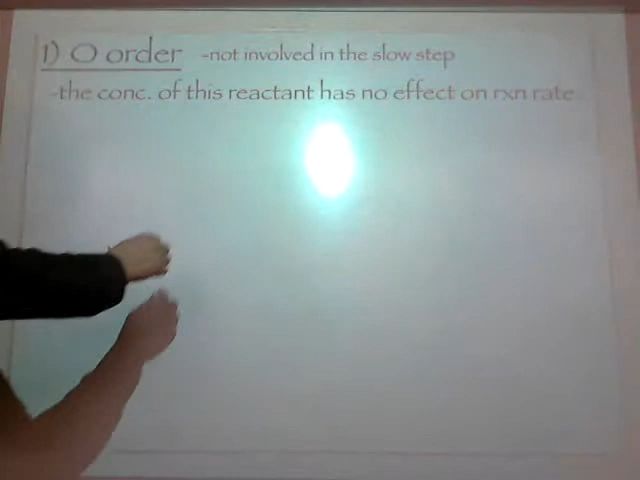 1) O order -not involved in the slow step
-the conc. of this reactant has no effect on rxn rate